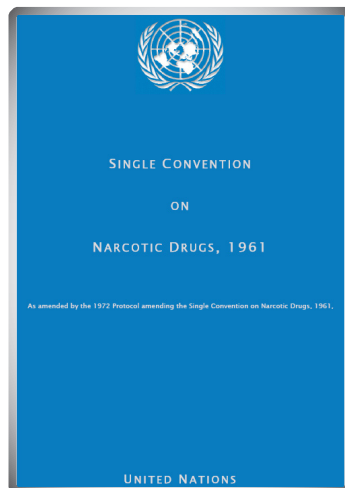 SINGLE CONVENTION
ON
NARCOTIC DRUGS, 1961
As amended by the 1972 Protocol amending the Single Convention on Narcotic Drugs, 1961,
UNITED NATIONS